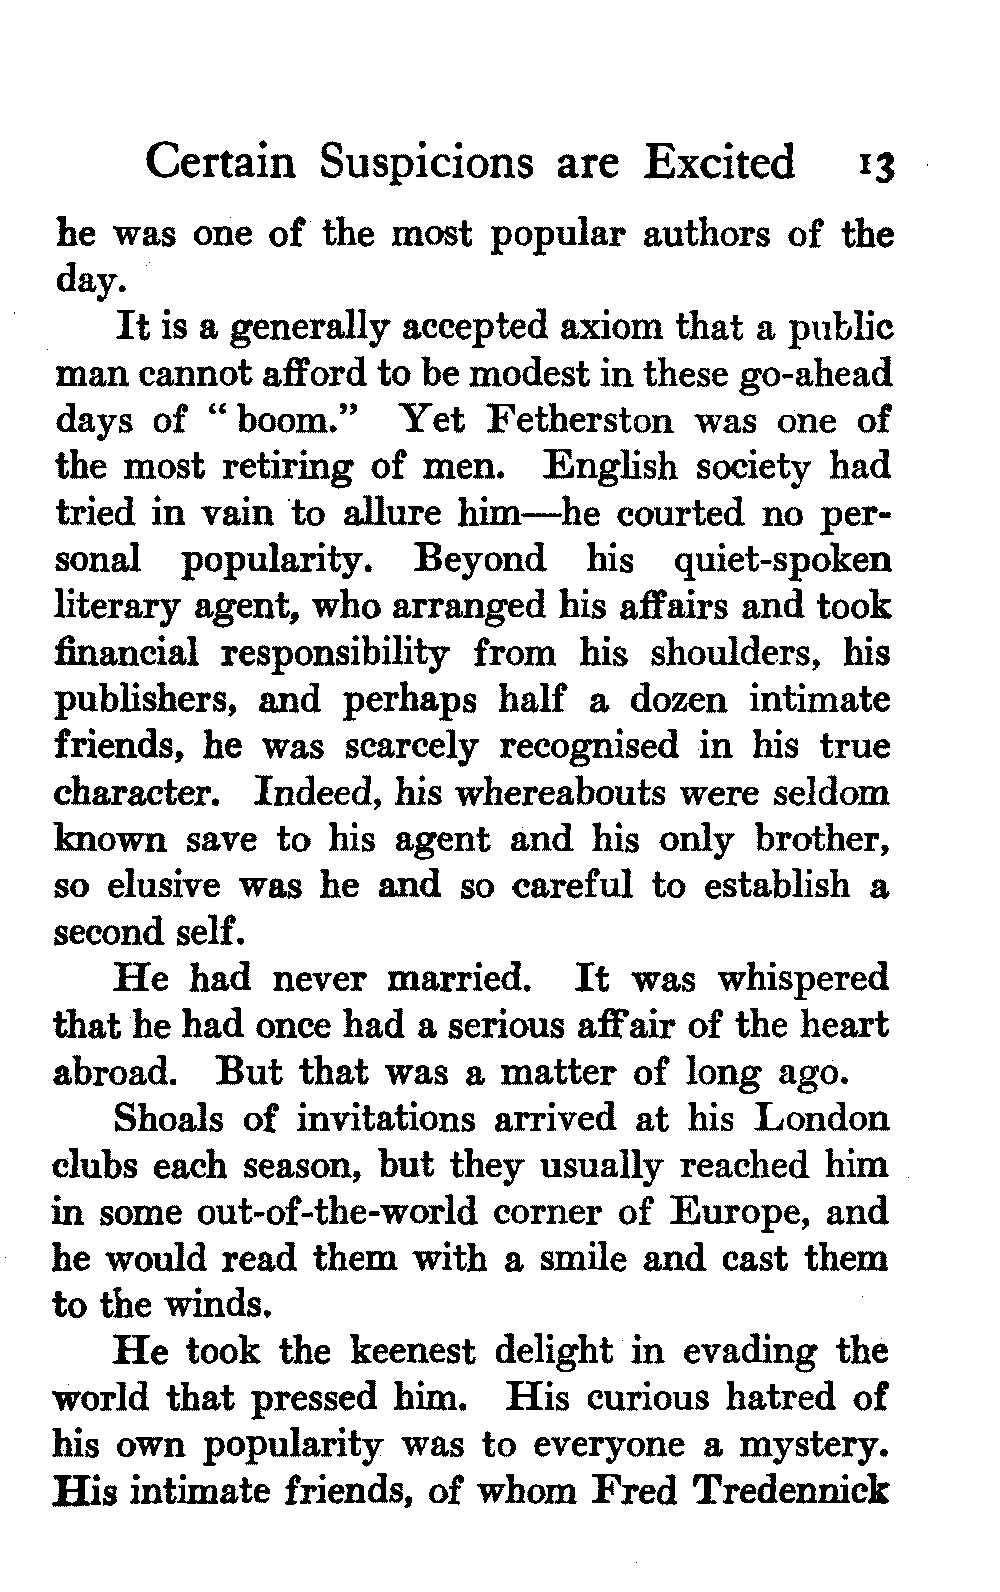 Certain Suspicions are Excited 13
he was one of the most popular authors of the
day.
It is a generally accepted axiom that a public
man cannot afford to be modest in these go-ahead
days of “ boom.” Yet Fetherston was one of
the most retiring of men. English society had
tried in vain to allure him—he courted no per-
sonal popularity. Beyond his quiet-spoken
literary agent, who arranged his affairs and took
financial responsibility from his shoulders, his
publishers, and perhaps half a dozen intimate
friends, he was scarcely recognised in his true
character. Indeed, his whereabouts were seldom
known save to his agent and his only brother,
so elusive was he and so careful to establish a
second self.
He had never married. It was whispered
that he had once had a serious affair of the heart
abroad. But that was a matter of long ago.
Shoals of invitations arrived at his London
clubs each season, but they usually reached him
in some out-of-the-world corner of Europe, and
he would read them with a smile and cast them
to the winds.
He took the keenest delight in evading the
world that pressed him. His curious hatred of
his own popularity was to everyone a mystery.
His intimate friends, of whom Fred Tredennick